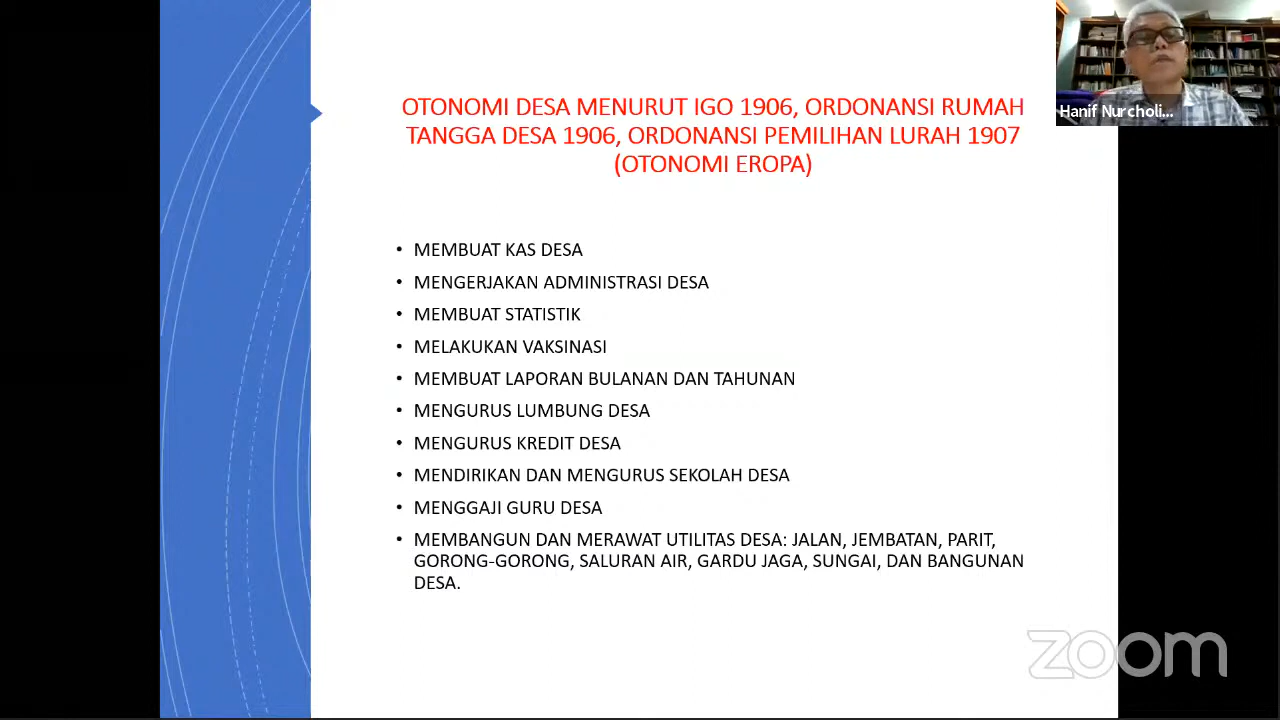 OTONOMI DESA MENURUT IGO 1906, ORDONANSI RUMAH
TANGGA DESA 1906, ORDONANSI PEMILIHAN LURAH 1907
(OTONOMI EROPA)
Hanif Nurcholi...
• MEMBUAT KAS DESA
• MENGERJAKAN ADMINISTRASI DESA
• MEMBUAT STATISTIK
• MELAKUKAN VAKSINASI
• MEMBUAT LAPORAN BULANAN DAN TAHUNAN
• MENGURUS LUMBUNG DESA
• MENGURUS KREDIT DESA
• MENDIRIKAN DAN MENGURUS SEKOLAH DESA
• MENGGAJI GURU DESA
• MEMBANGUN DAN MERAWAT UTILITAS DESA: JALAN, JEMBATAN, PARIT,
GORONG-GORONG, SALURAN AIR, GARDU JAGA, SUNGAI, DAN BANGUNAN
DESA.
zoom